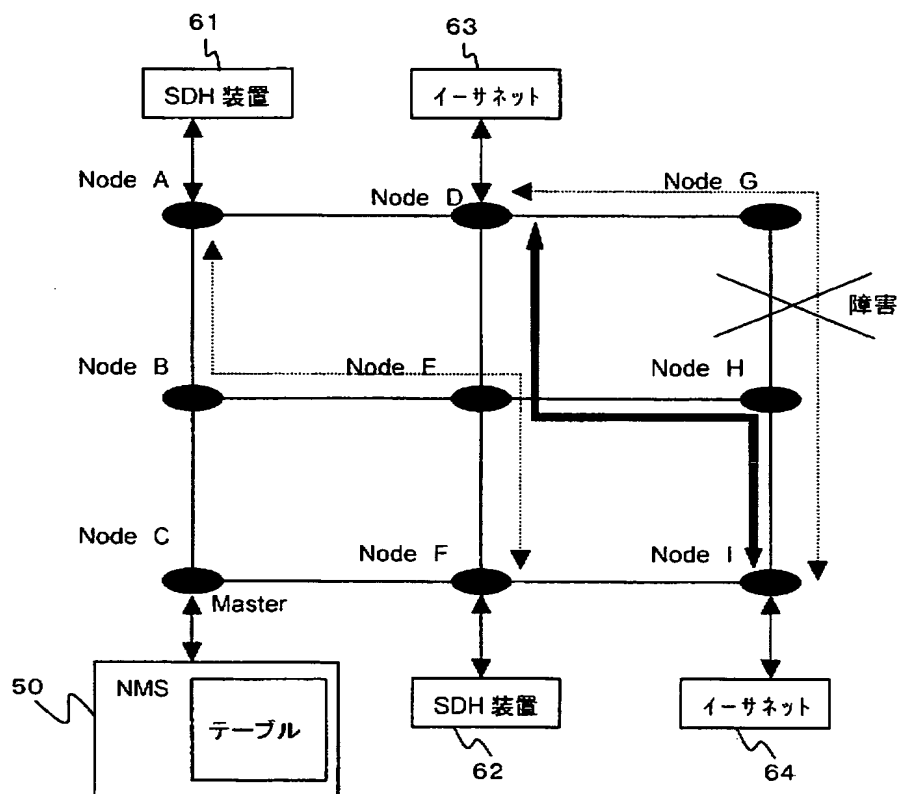 61
63
SDH 装置
イーサネット
Node A
Node D
Node G
障害
Node B
Node E
Node H
Node C
Node F
Node I
Master
50
NMS
テーブル
SDH 装置
イーサネット
62
64